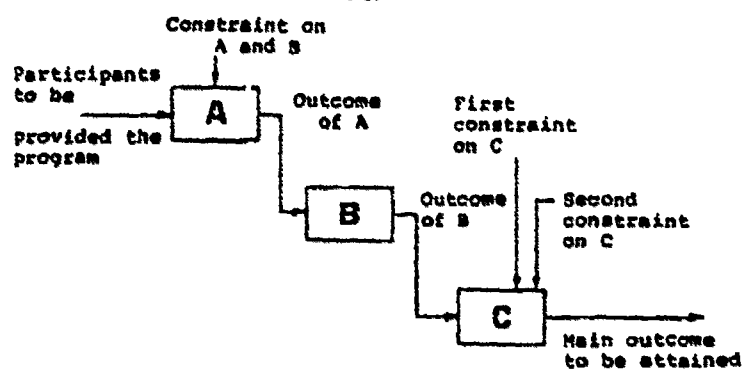 Constraint on
A and B
Participants
to be
provided the
program
A
Outcome
of A
First
constraint
on C
B
Outcome
of B
Second
constraint
on C
C
Main outcome
to be attained